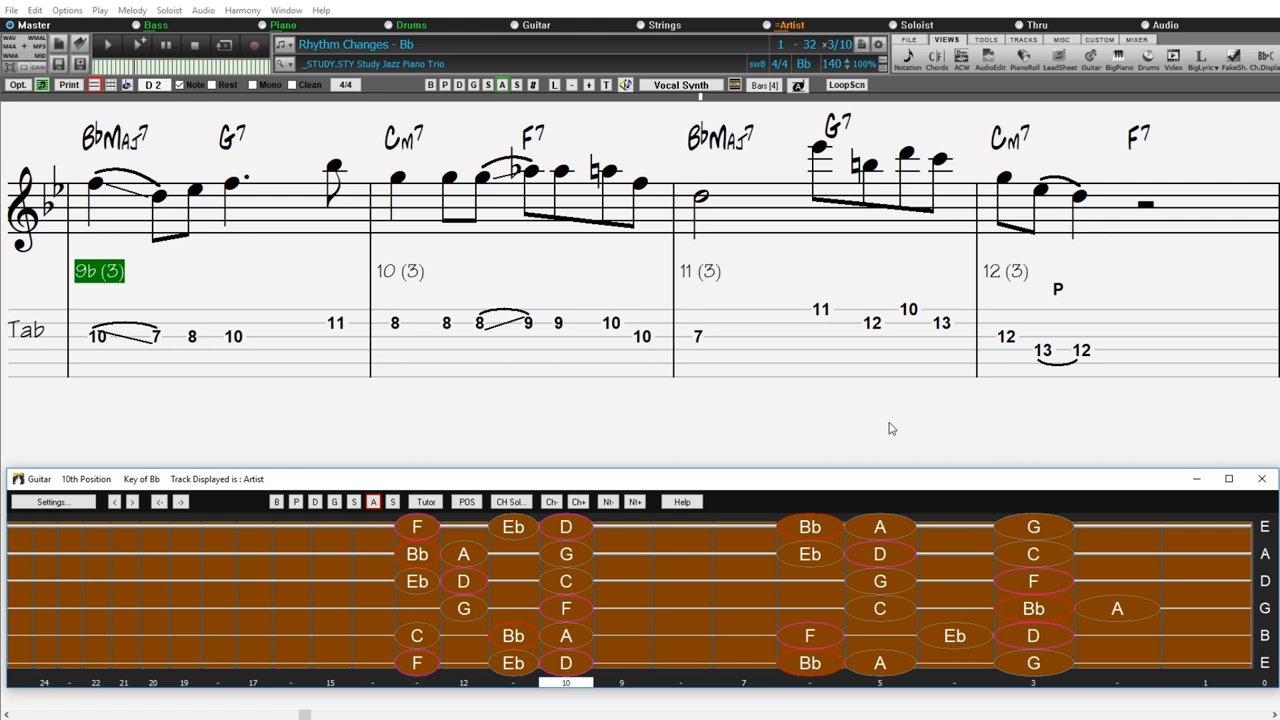 File Edit Options Play Melody Soloist Audio Harmony Window Help
Master Bass Piano Drums Guitar Strings =Artist Soloist Thru Audio
WAV WMAL M4A + MP3 WMA MID
DAW
Rhythm Changes - Bb
1 - 32 x3/10
_STUDY.STY Study Jazz Piano Trio
sw8 4/4 Bb 140 100%
FILE VIEWS TOOLS TRACKS MISC CUSTOM MIXER
Notation Chords ACW AudioEdit PianoRoll LeadSheet Guitar BigPiano Drums Video BigLyric FakeSh. Ch.Displa
Opt. Print D 2 Note Rest Mono Clean 4/4 B P D G S A S # L - + T Vocal Synth Bars [4] LoopScn
BbMaj7 G7 Cm7 F7 BbMaj7 G7 Cm7 F7
9b (3) 10 (3) 11 (3) 12 (3)
P
Tab
10 7 8 10 11 8 8 8 9 9 10 10 7 11 12 10 13 12 13 12
Guitar 10th Position Key of Bb Track Displayed is : Artist
Settings... < > <- -> B P D G S A S Tutor POS CH Sol... Ch- Ch+ Nt- Nt+ Help
F Eb D Bb A G E
Bb A G Eb D C A
Eb D C G F D
G F C Bb A G
C Bb A F Eb D B
F Eb D Bb A G E
24 - 22 21 20 19 - 17 - 15 - - 12 - 10 9 - 7 - 5 - 3 - 1 0